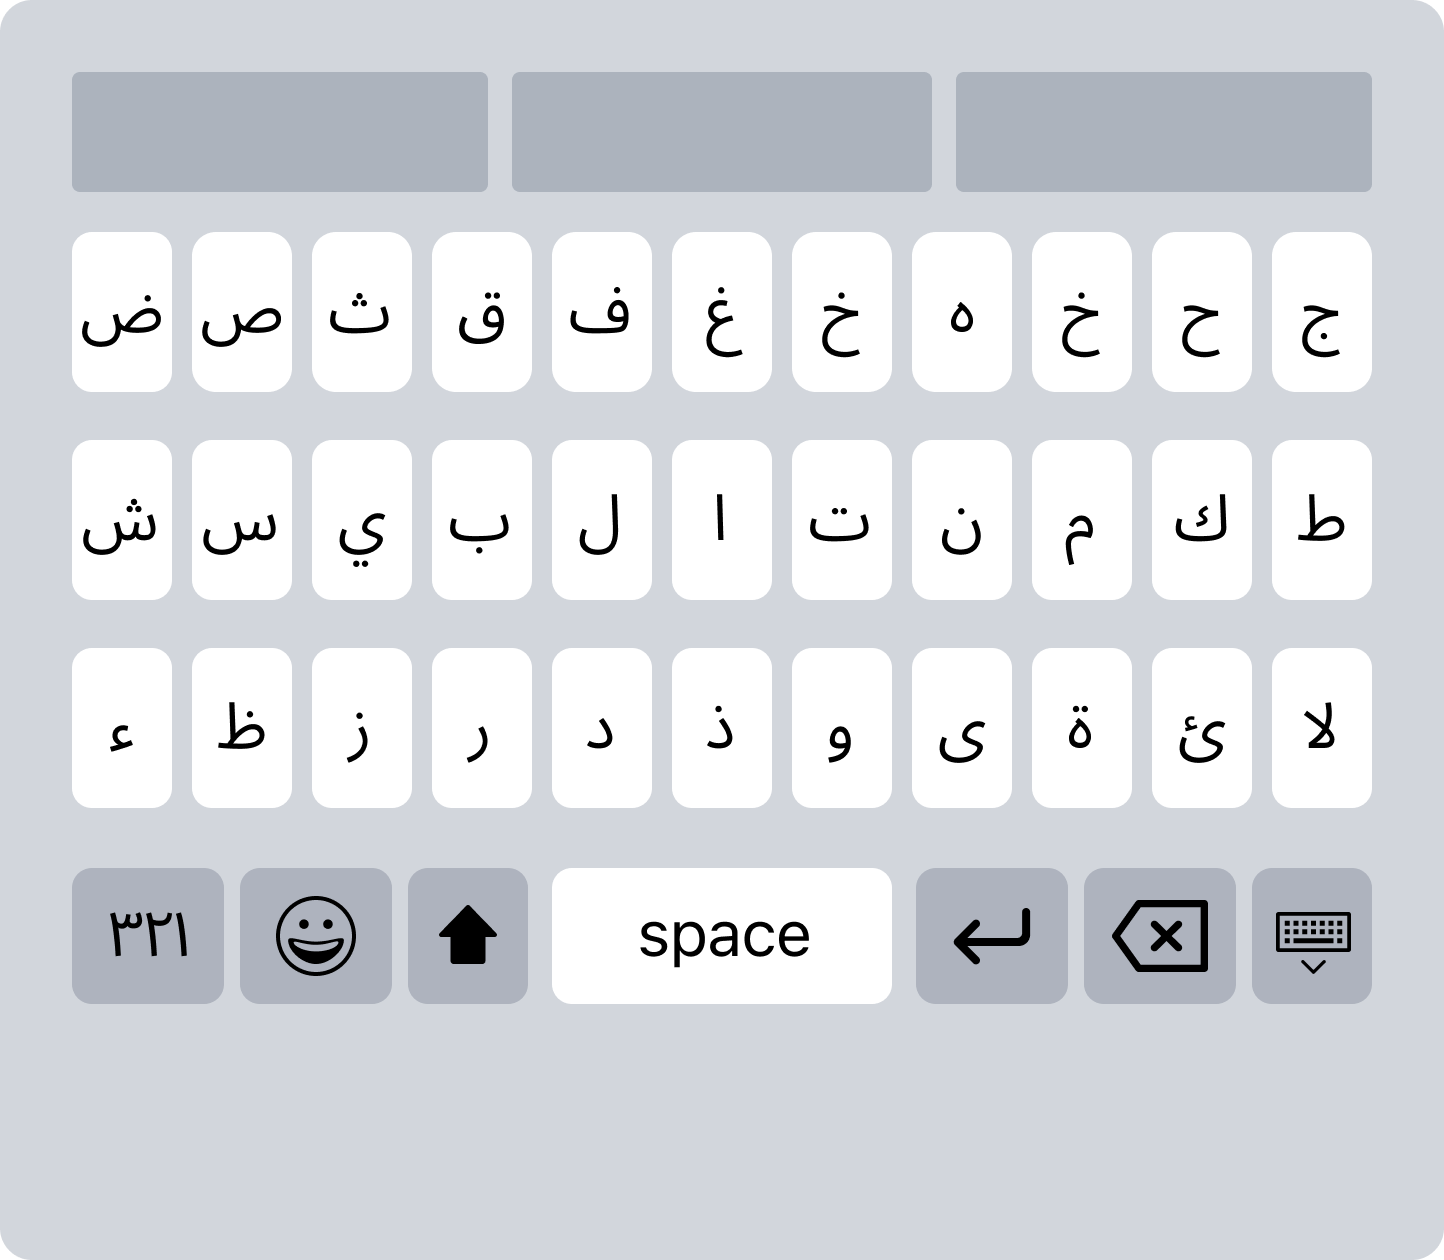 ض ص ث ق ف غ خ ه خ ح ج
ش س ي ب ل ا ت ن م ك ط
ء ظ ز ر د ذ و ى ة ئ لا
٣٢١ space